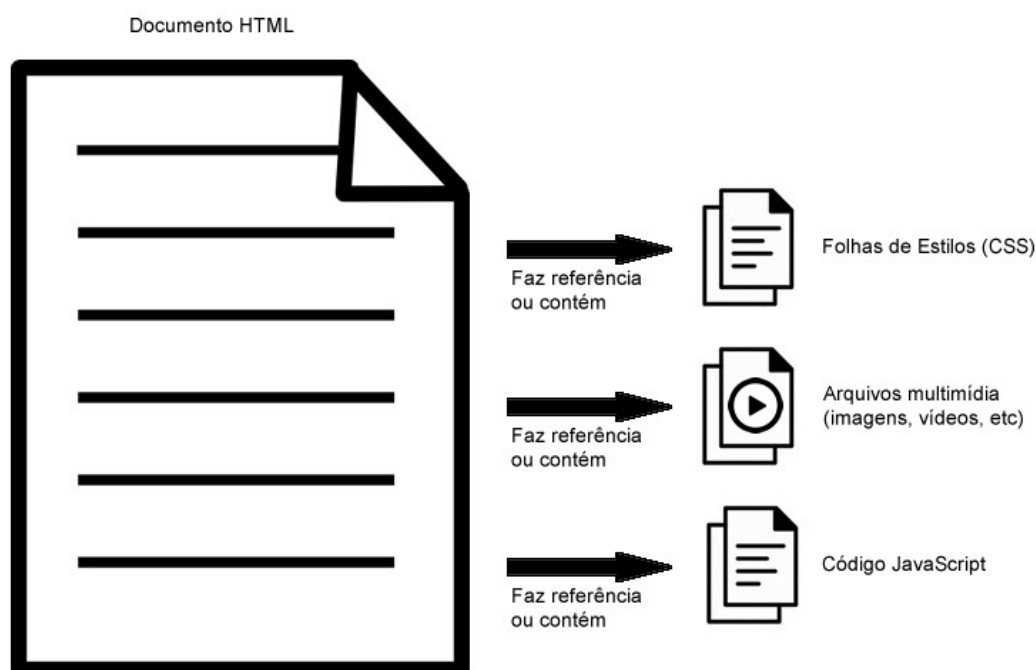 Documento HTML
Faz referência
ou contém
Folhas de Estilos (CSS)
Faz referência
ou contém
Arquivos multimídia
(imagens, vídeos, etc)
Faz referência
ou contém
Código JavaScript